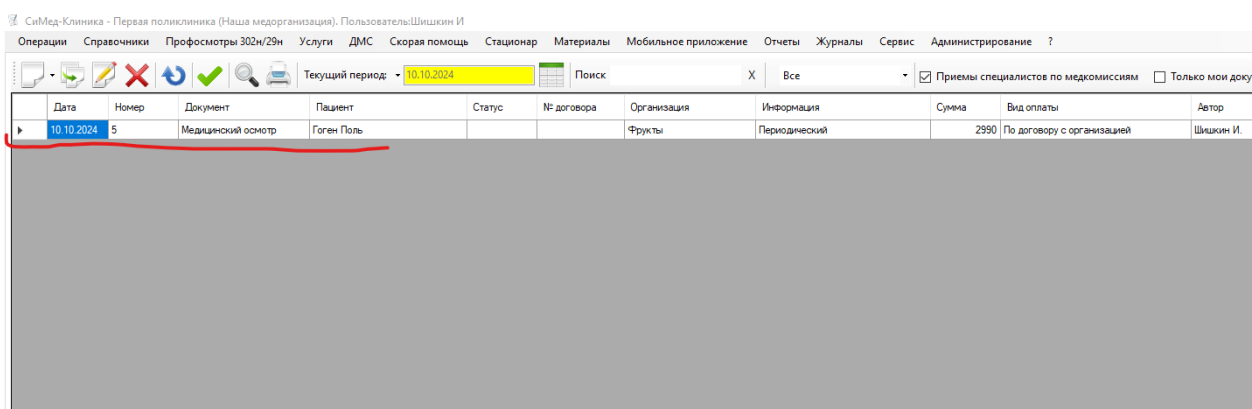 СиМед-Клиника - Первая поликлиника (Наша медорганизация). Пользователь:Шишкин И
Операции Справочники Профосмотры 302н/29н Услуги ДМС Скорая помощь Стационар Материалы Мобильное приложение Отчеты Журналы Сервис Администрирование ?
Текущий период: 10.10.2024 Поиск X Все Приемы специалистов по медкомиссиям Только мои доку
Дата Номер Документ Пациент Статус № договора Организация Информация Сумма Вид оплаты Автор
10.10.2024 5 Медицинский осмотр Гоген Поль Фрукты Периодический 2990 По договору с организацией Шишкин И.